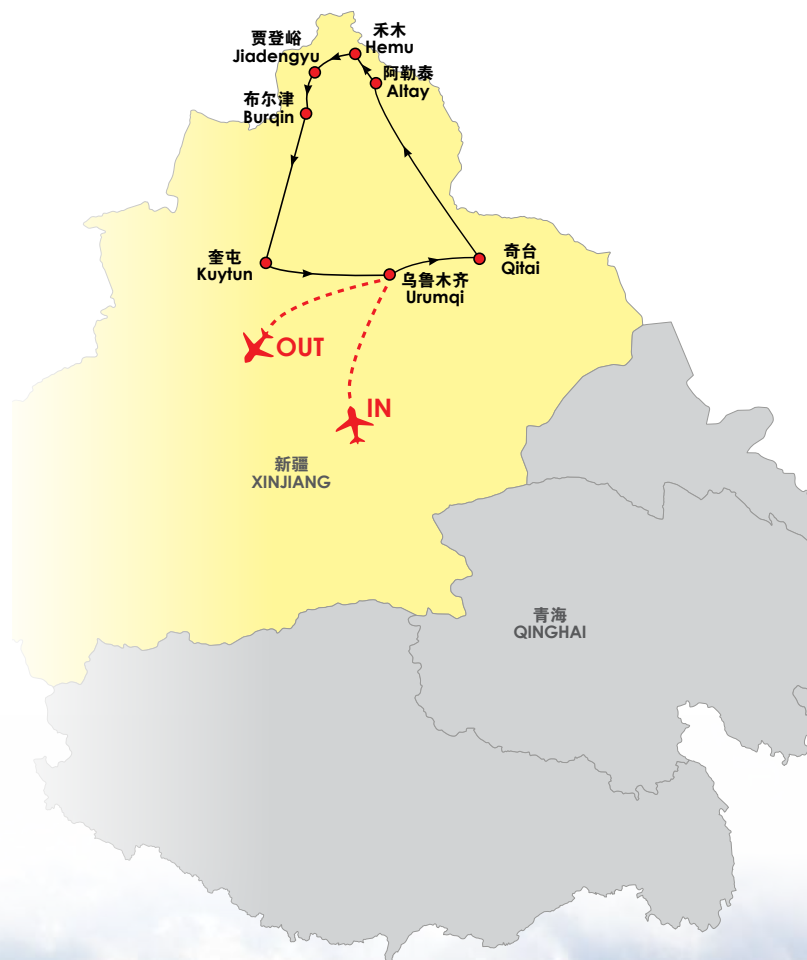 禾木
Hemu
贾登峪
Jiadengyu
阿勒泰
Altay
布尔津
Burqin
奎屯
Kuytun
乌鲁木齐
Urumqi
奇台
Qitai
OUT
IN
新疆
XINJIANG
青海
QINGHAI